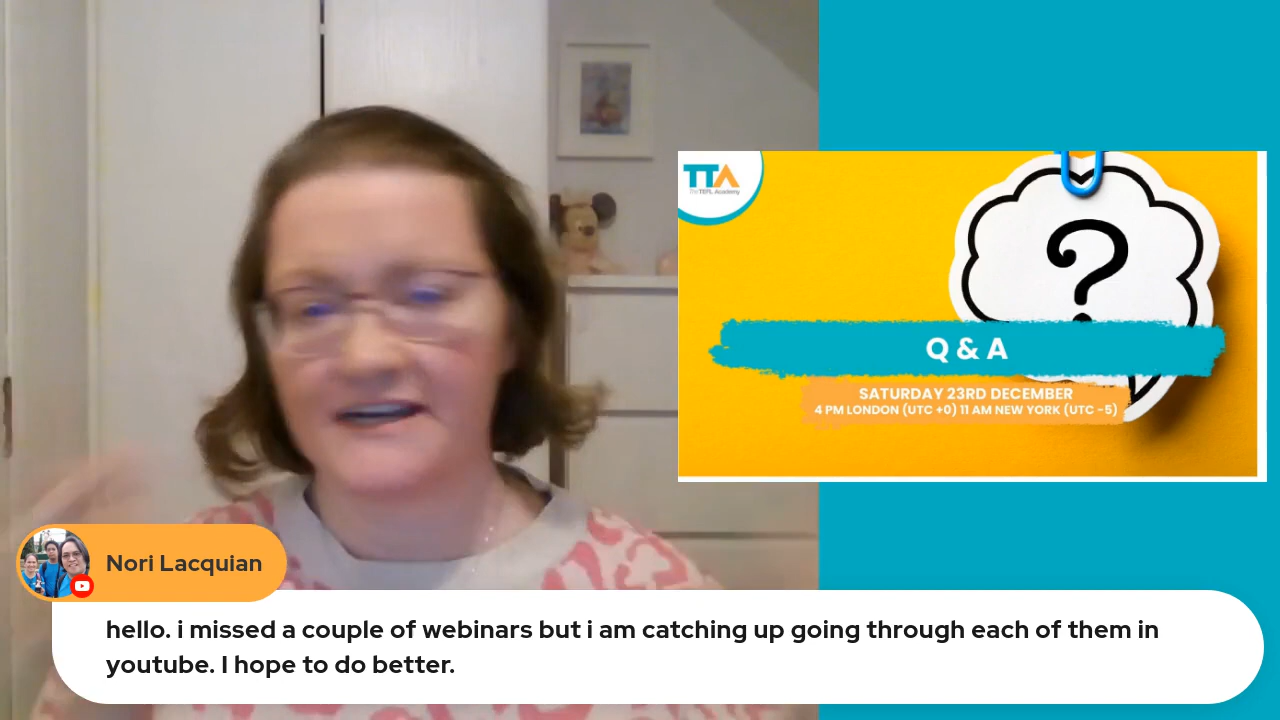 TTA
The TEFL Academy
Q & A
SATURDAY 23RD DECEMBER
4 PM LONDON (UTC +0) 11 AM NEW YORK (UTC -5)
Nori Lacquian
hello. i missed a couple of webinars but i am catching up going through each of them in
youtube. I hope to do better.